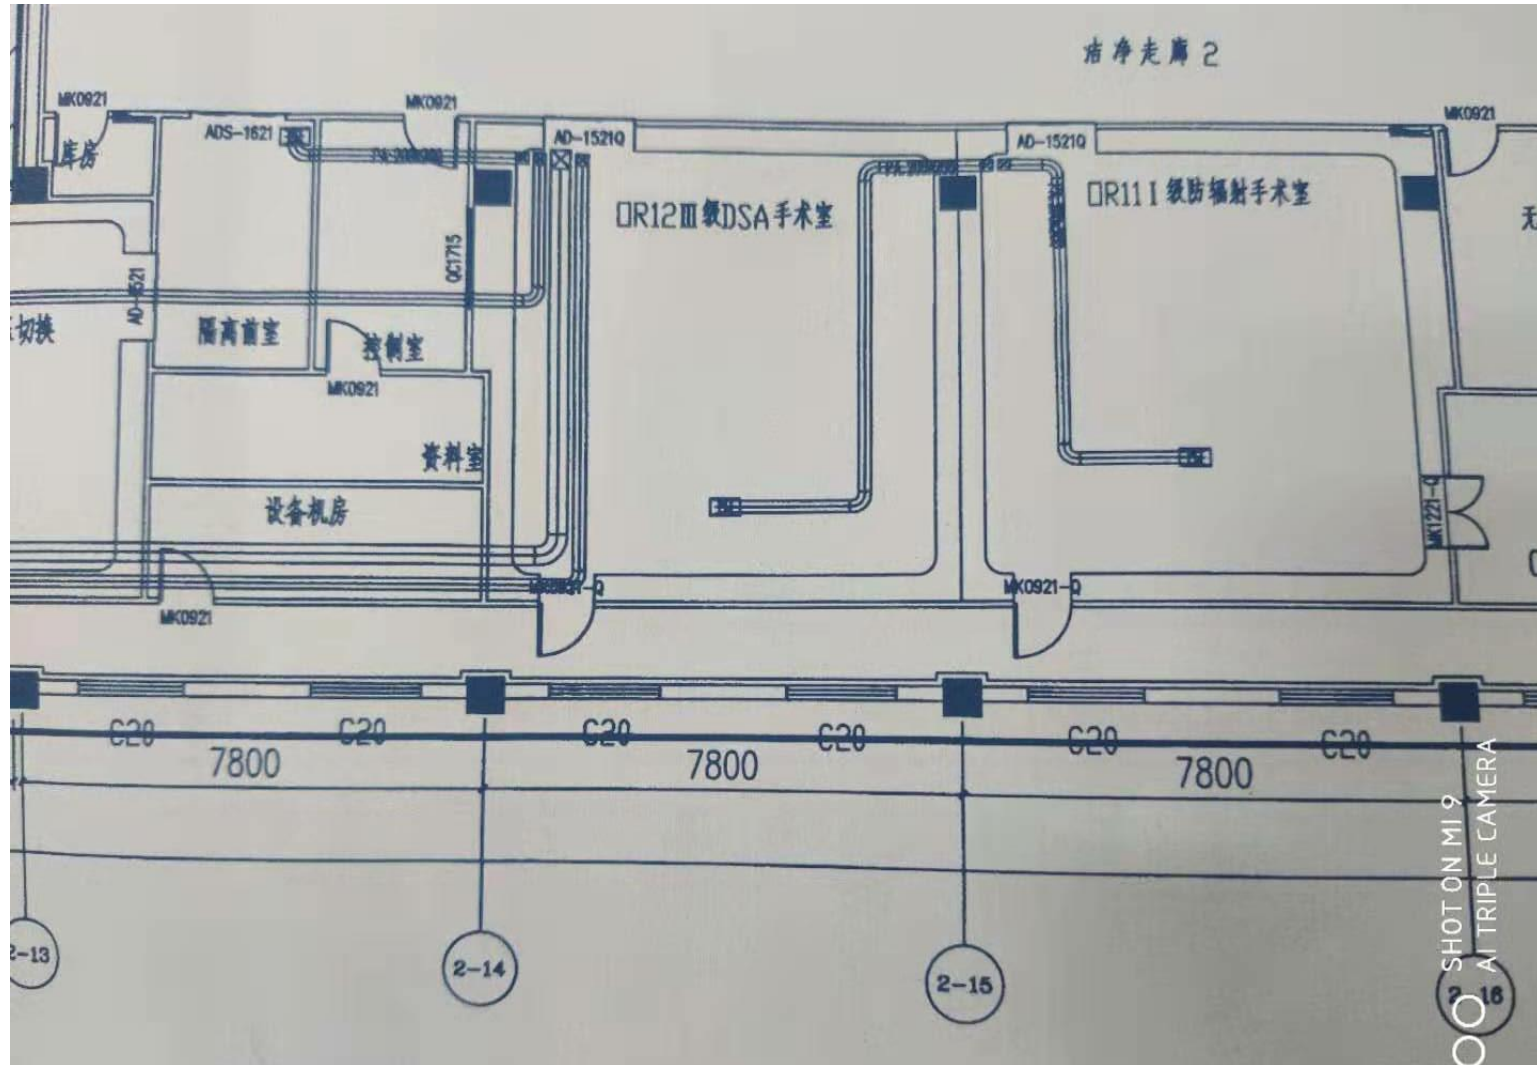 洁净走廊 2
MK0921
MK0921
MK0921
ADS-1621
AD-1521Q
AD-1521Q
库房
OR12Ⅲ级DSA手术室
OR11Ⅰ级防辐射手术室
无
QC1715
切换
隔离前室
控制室
MK0921
资料室
设备机房
MK1221-Q
MK0921
MK0921-Q
C20
C20
C20
C20
C20
C20
7800
7800
7800
2-13
2-14
2-15
2-16
SHOT ON MI 9
AI TRIPLE CAMERA